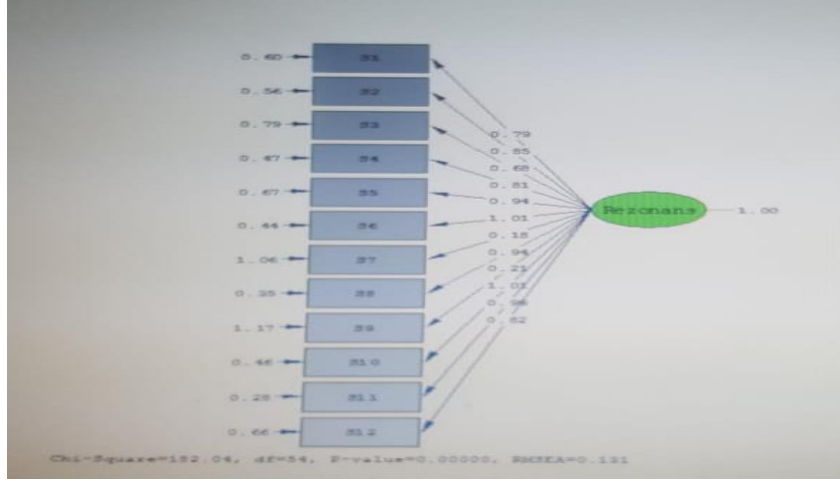 0.60 S1
0.56 S2
0.79 S3
0.47 S4
0.67 S5
0.44 S6
1.06 S7
0.35 S8
1.17 S9
0.46 S10
0.28 S11
0.66 S12
0.79
0.85
0.68
0.81
0.94
1.01
0.18
0.94
0.21
1.01
0.82
Rezonans 1.00
Chi-Square=182.04, df=54, P-value=0.00000, RMSEA=0.131